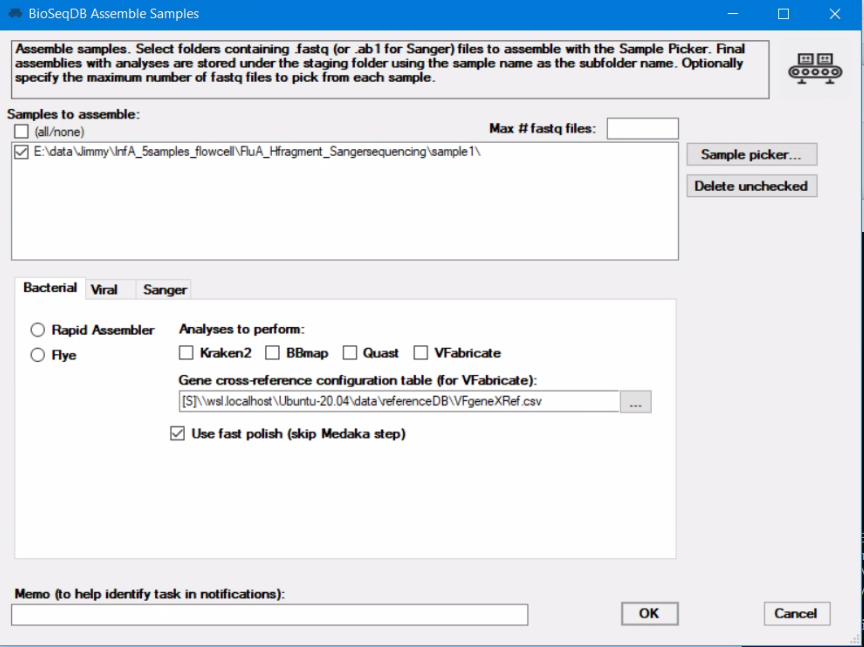 BioSeqDB Assemble Samples
Assemble samples. Select folders containing .fastq (or .ab1 for Sanger) files to assemble with the Sample Picker. Final
assemblies with analyses are stored under the staging folder using the sample name as the subfolder name. Optionally
specify the maximum number of fastq files to pick from each sample.
Samples to assemble:
(all/none)
Max # fastq files:
E:\data\Jimmy\InfA_5samples_flowcell\FluA_Hfragment_Sangersequencing\sample1\
Sample picker...
Delete unchecked
Bacterial Viral Sanger
Rapid Assembler
Flye
Analyses to perform:
Kraken2 BBmap Quast VFabricate
Gene cross-reference configuration table (for VFabricate):
[S]\\wsl.localhost\Ubuntu-20.04\data\referenceDB\VFgeneXRef.csv ...
Use fast polish (skip Medaka step)
Memo (to help identify task in notifications):
OK
Cancel